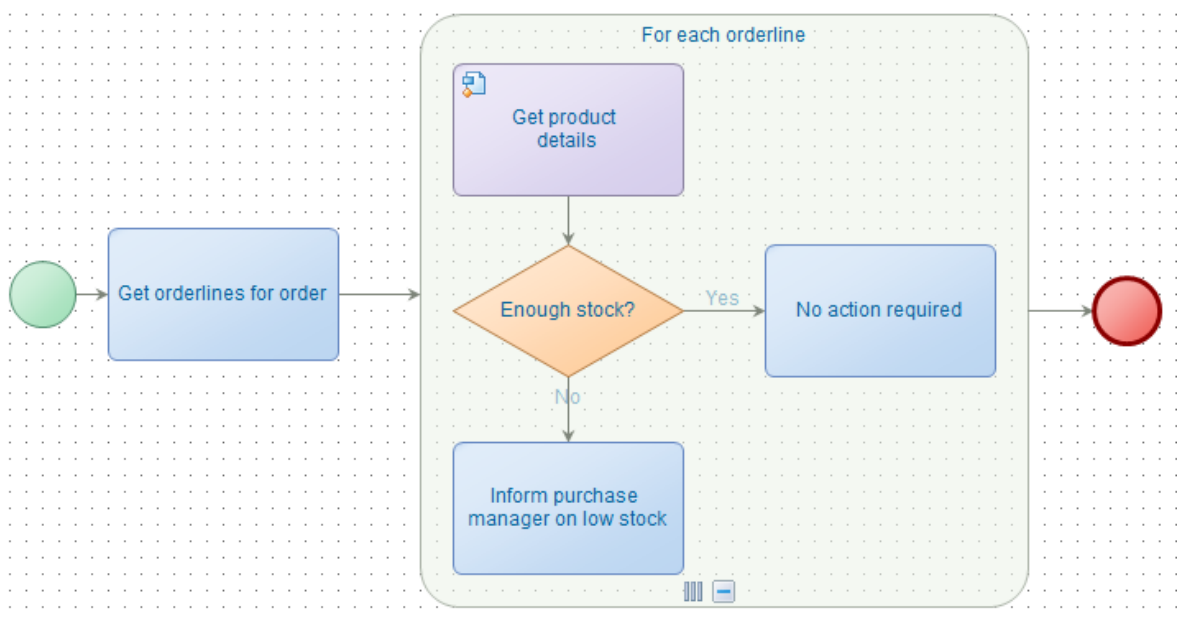 For each orderline
Get product
details
Get orderlines for order
Enough stock?
Yes
No action required
No
Inform purchase
manager on low stock